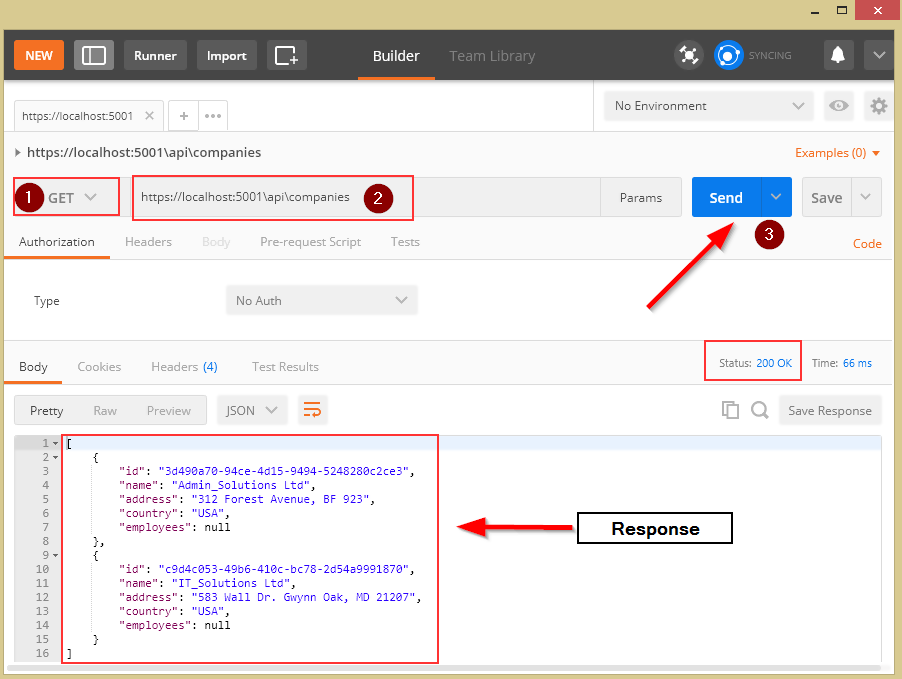 NEW Runner Import Builder Team Library SYNCING
https://localhost:5001 No Environment
https://localhost:5001\api\companies Examples (0)
1 GET https://localhost:5001\api\companies 2 Params Send Save
3
Authorization Headers Body Pre-request Script Tests Code
Type No Auth
Body Cookies Headers (4) Test Results Status: 200 OK Time: 66 ms
Pretty Raw Preview JSON Save Response
1 [
2 {
3 "id": "3d490a70-94ce-4d15-9494-5248280c2ce3",
4 "name": "Admin_Solutions Ltd",
5 "address": "312 Forest Avenue, BF 923",
6 "country": "USA",
7 "employees": null
8 },
9 {
10 "id": "c9d4c053-49b6-410c-bc78-2d54a9991870",
11 "name": "IT_Solutions Ltd",
12 "address": "583 Wall Dr. Gwynn Oak, MD 21207",
13 "country": "USA",
14 "employees": null
15 }
16 ]
Response